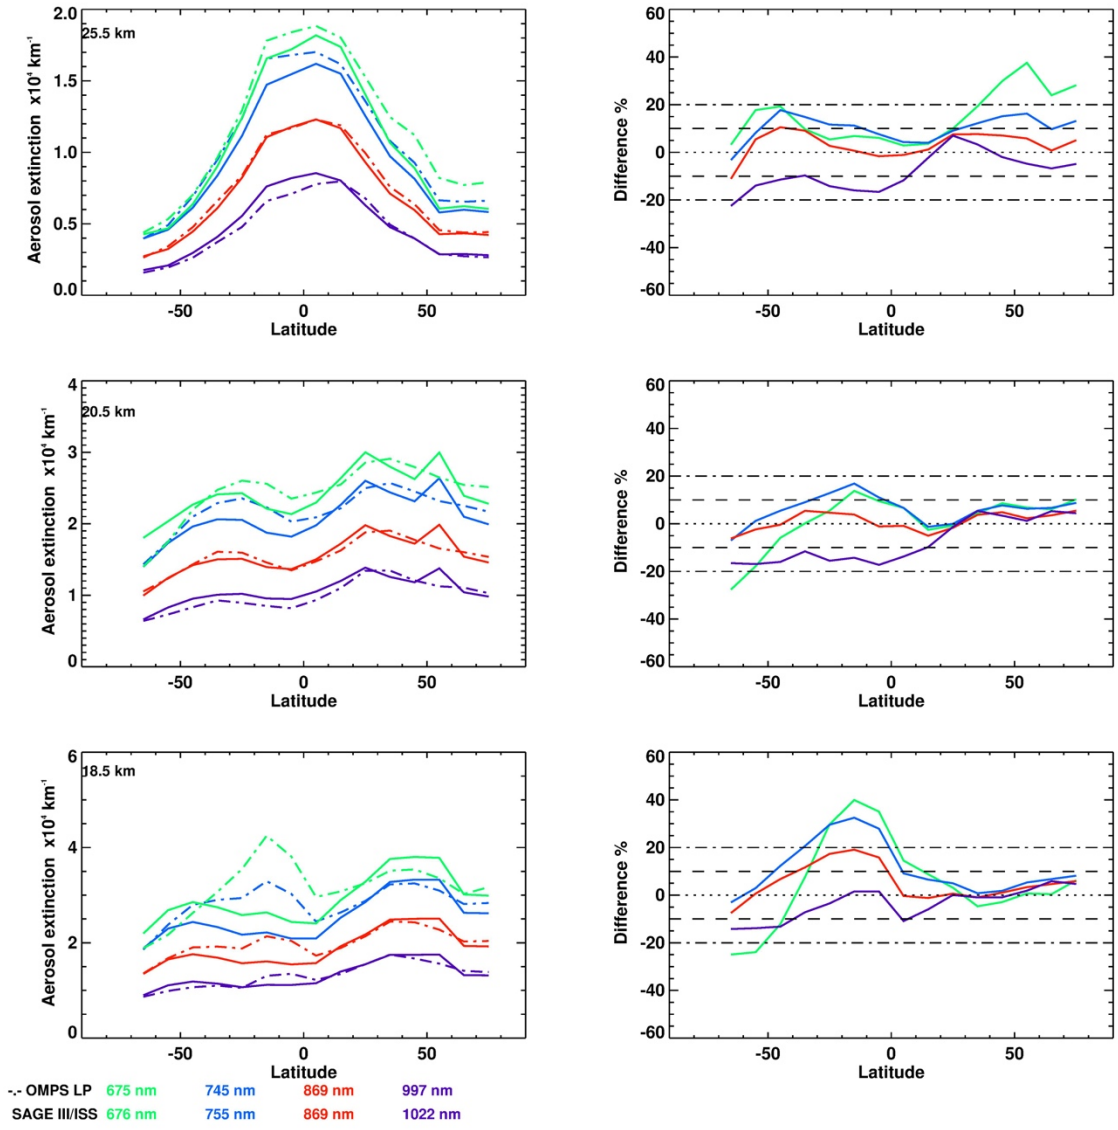 2.0
1.5
1.0
0.5
0.0
Aerosol extinction x10⁴ km⁻¹
25.5 km
-50 0 50
Latitude
60
40
20
0
-20
-40
-60
Difference %
-50 0 50
Latitude
4
3
2
1
0
Aerosol extinction x10⁴ km⁻¹
20.5 km
-50 0 50
Latitude
60
40
20
0
-20
-40
-60
Difference %
-50 0 50
Latitude
6
4
2
0
Aerosol extinction x10⁴ km⁻¹
18.5 km
-50 0 50
Latitude
60
40
20
0
-20
-40
-60
Difference %
-50 0 50
Latitude
-.- OMPS LP 675 nm 745 nm 869 nm 997 nm
SAGE III/ISS 676 nm 755 nm 869 nm 1022 nm